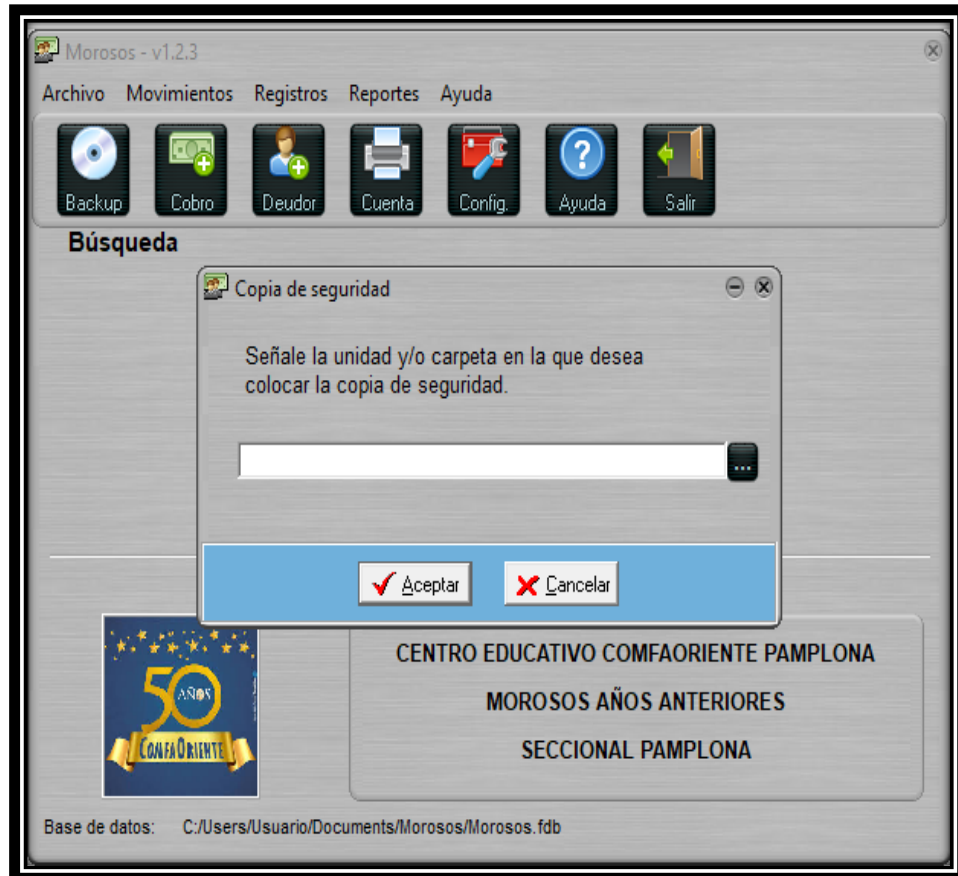 Morosos - v1.2.3
Archivo Movimientos Registros Reportes Ayuda
Backup Cobro Deudor Cuenta Config. Ayuda Salir
Búsqueda
Copia de seguridad
Señale la unidad y/o carpeta en la que desea
colocar la copia de seguridad.
...
Aceptar Cancelar
50
AÑOS
COMFAORIENTE
CENTRO EDUCATIVO COMFAORIENTE PAMPLONA
MOROSOS AÑOS ANTERIORES
SECCIONAL PAMPLONA
Base de datos: C:/Users/Usuario/Documents/Morosos/Morosos.fdb